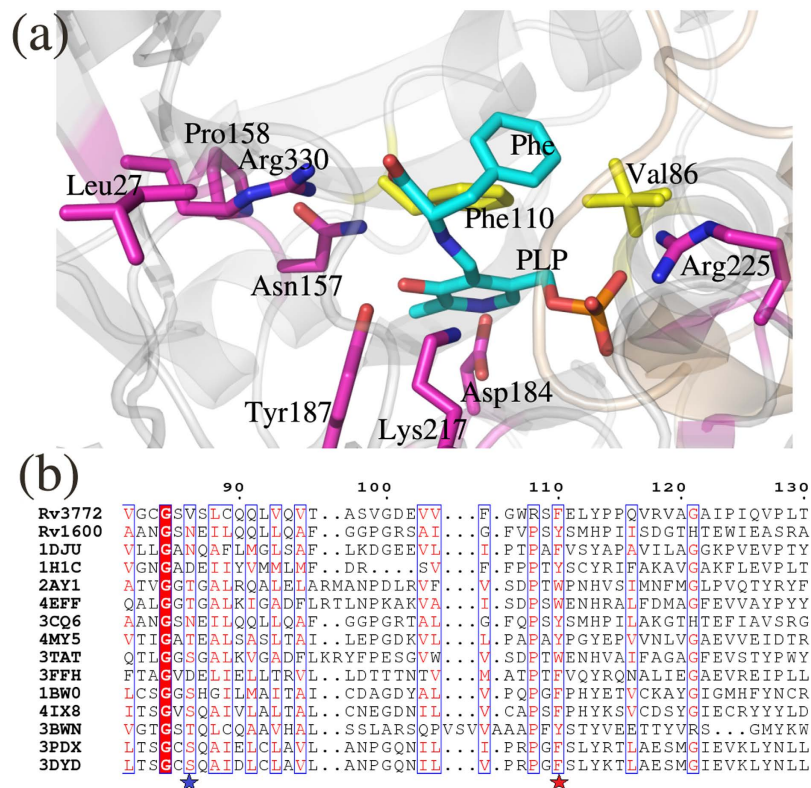 (a)
Pro158
Arg330
Leu27
Phe
Val86
Phe110
PLP
Asn157
Arg225
Asp184
Tyr187
Lys217
(b)
90 100 110 120 130
Rv3772 VGCGSVSLCQQLVQVT..ASVGDEVV...F.GWRSFELYPPQVRVAGAIPIQVPLT
Rv1600 AANGSNEILQQLLQAF..GGPGRSAI...G.FVPSYSMHPIISDGTHTEWIEASRA
1DJU VLLGANQAFLMGLSAF..LKDGEEVL...I.PTPAFVSYAPAVILAGGKPVEVPTY
1H1C VGNGADEIIYVMMLMF..DR....SV...F.FPPTYSCYRIFAKAVGAKFLEVPLT
2AY1 ATVGTGALRQALELARMANPDLRVF...V.SDPTWPNHVSIMNFMGLPVQTYRYF
4EFF QALGGTGALKIGADFLRTLNPKAKVA...I.SDPSWENHRALFDMAGFEVVAYPYY
3CQ6 AANGSNEILQQLLQAF..GGPGRTAL...G.FQPSYSMHPILAKGTHTEFIAVSRG
4MY5 VTIGATEALSASLTAI..LEPGDKVL...L.PAPAYPGYEPVVNLVGAEVVEIDTR
3TAT QTLGGSGALKVGADFLKRYFPESGVW...V.SDPTWENHVAIFAGAGFEVSTYPWY
3FFH FTAGVDELIELLTRVL..LDTTTNTV...M.ATPTFVQYRQNALIEGAEVREIPLL
1BW0 LCSGGSHGILMAITAI..CDAGDYAL...V.PQPGFPHYETVCKAYGIGMHFYNCR
4IX8 ITSGVSQAIVLALTAL..CNEGDNIL...V.CAPSFPHYKSVCDSYGIECRYYYLD
3BWN VGTGSTQLCQAAVHAL..SSLARSQPVSVVAAAPFYSTYVEETTYVRS...GMYKW
3PDX LTSGCSQAIELCLAVL..ANPGQNIL...I.PRPGFSLYRTLAESMGIEVKLYNLL
3DYD LTSGCSQAIDLCLAVL..ANPGQNIL...V.PRPGFSLYKTLAESMGIEVKLYNLL